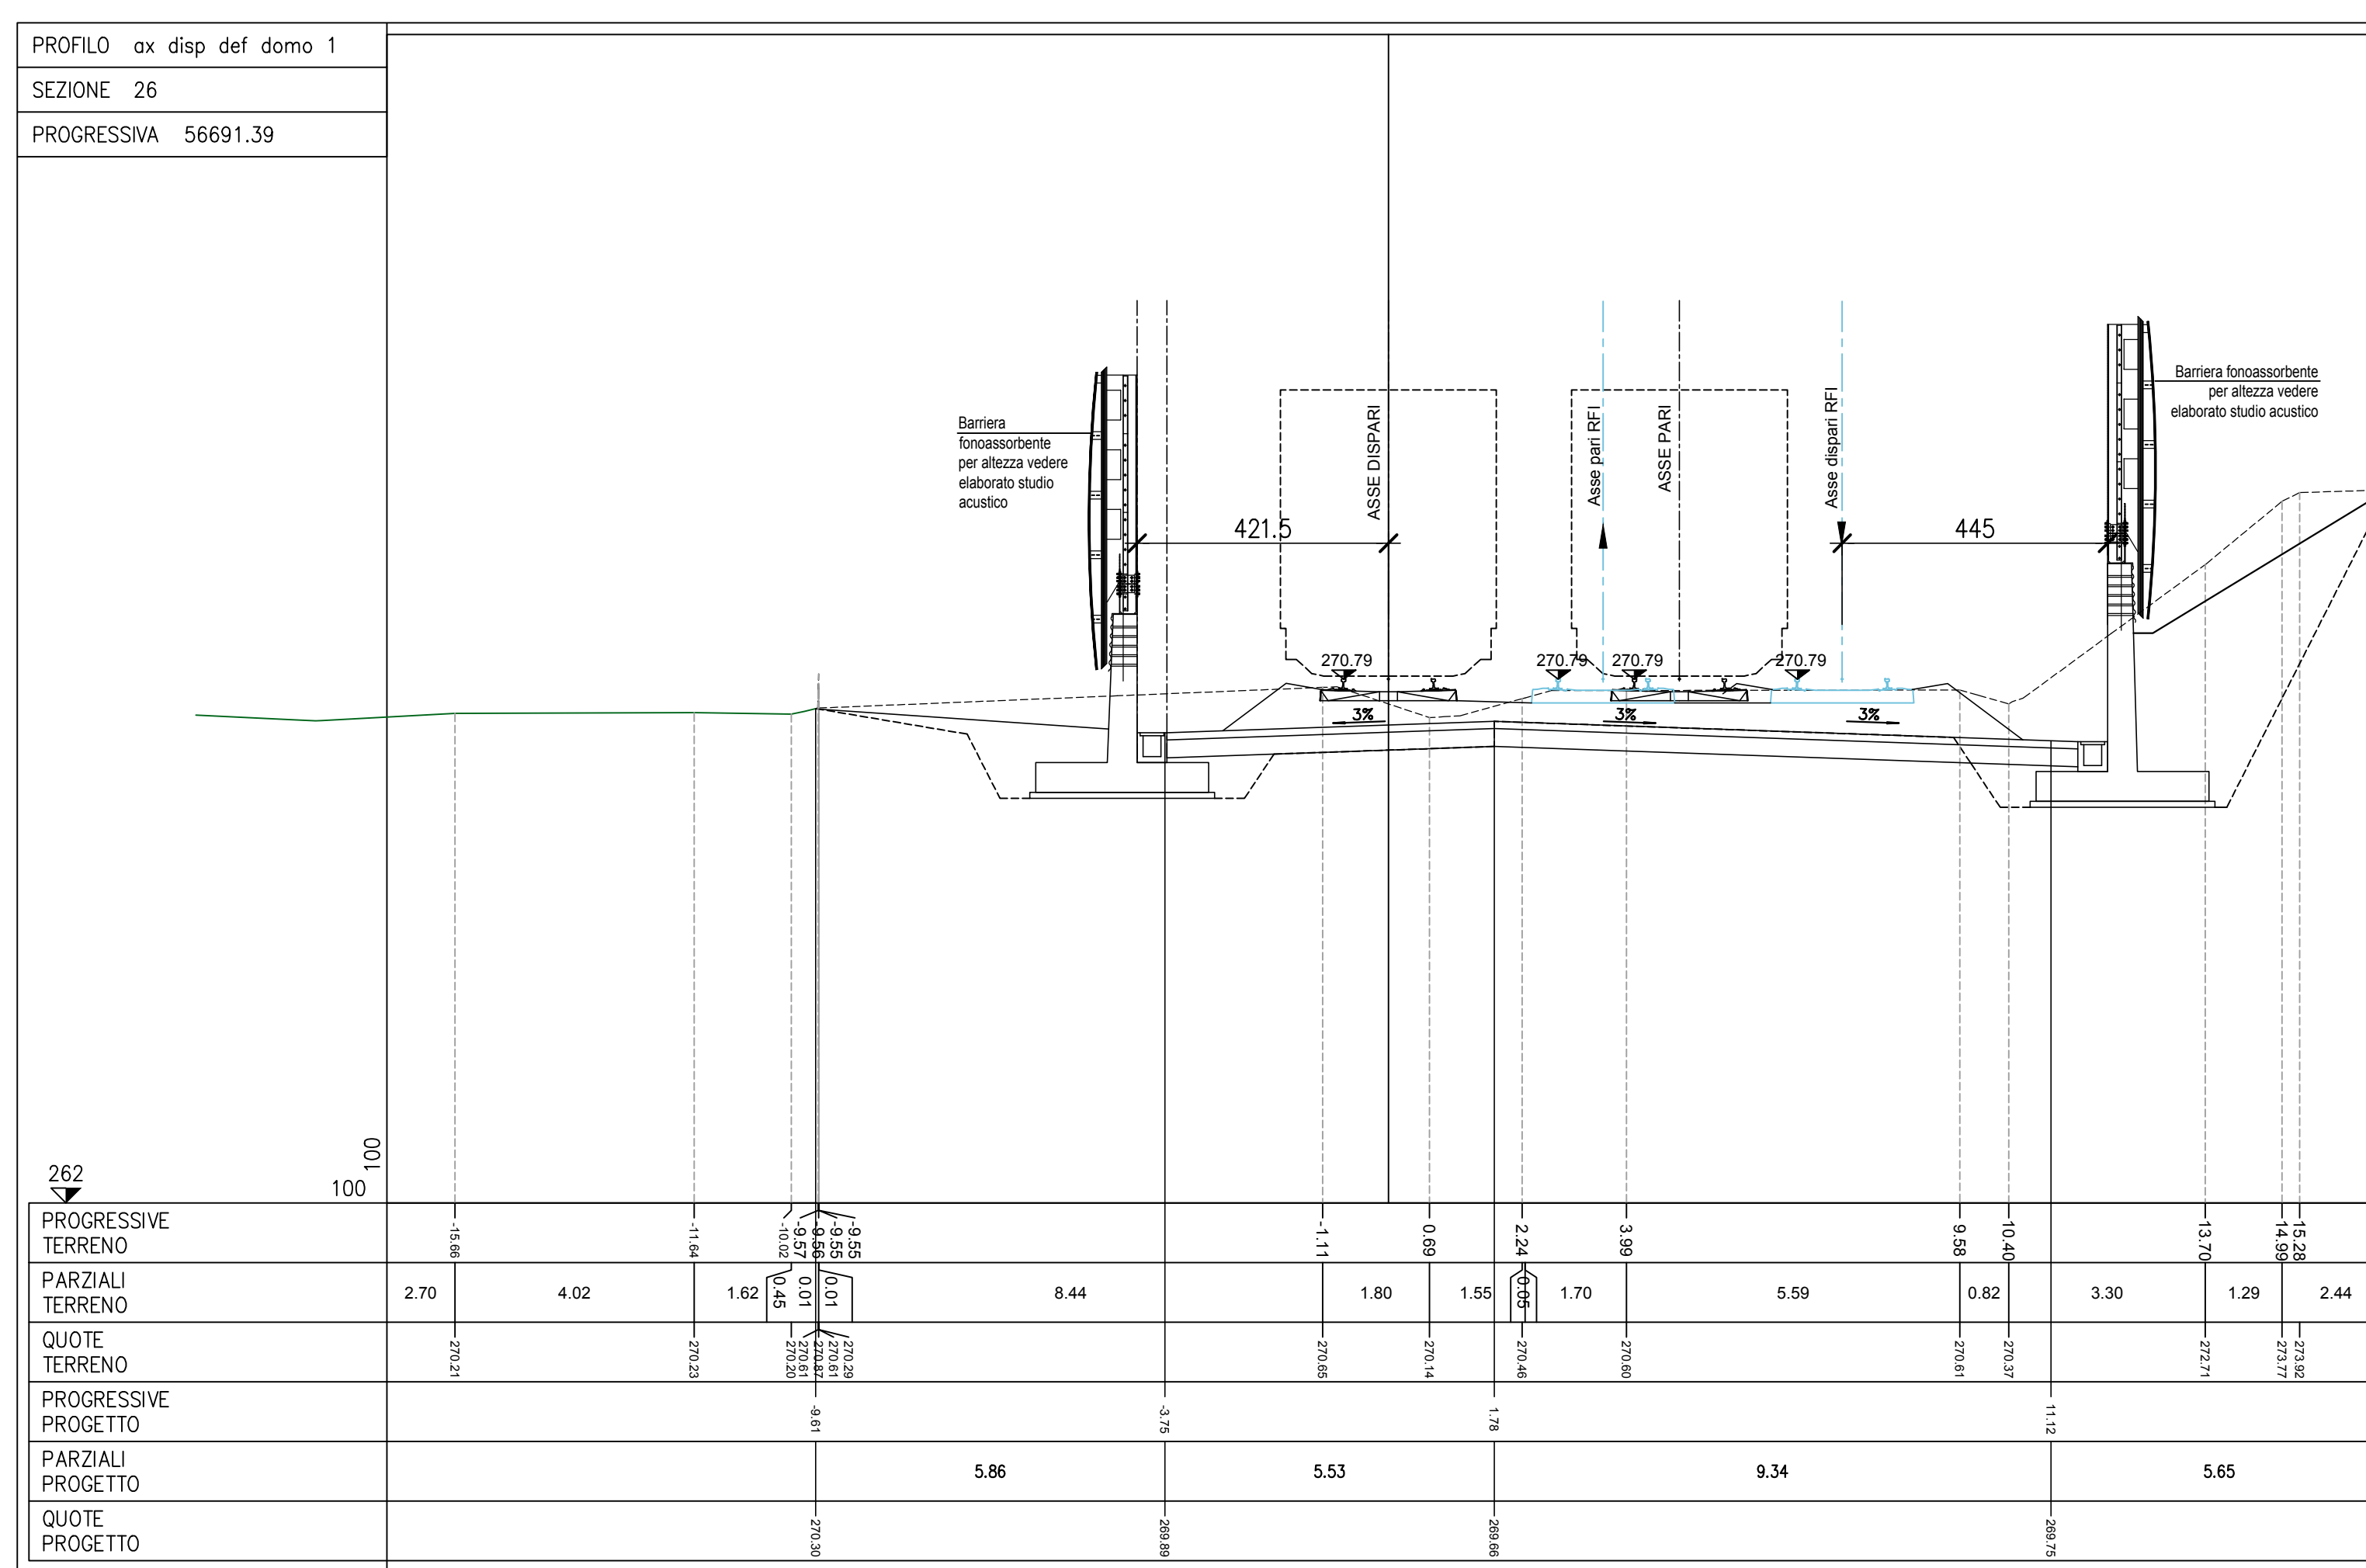 PROFILO ax disp def domo 1
SEZIONE 26
PROGRESSIVA 56691.39
Barriera
fonoassorbente
per altezza vedere
elaborato studio
acustico
421.5
ASSE DISPARI
Asse pari RFI
ASSE PARI
Asse dispari RFI
445
Barriera fonoassorbente
per altezza vedere
elaborato studio acustico
270.79
270.79
270.79
270.79
3%
3%
3%
262
100
100
PROGRESSIVE
TERRENO
-15.66
-11.64
-10.02
-9.57
-9.56
-9.55
-9.55
-1.11
0.69
2.24
3.99
9.58
10.40
13.70
14.99
15.28
PARZIALI
TERRENO
2.70
4.02
1.62
0.45
0.01
0.01
8.44
1.80
1.55
0.05
1.70
5.59
0.82
3.30
1.29
2.44
QUOTE
TERRENO
270.21
270.23
270.20
270.61
270.87
270.61
270.29
270.65
270.14
270.46
270.60
270.61
270.37
272.71
273.77
273.92
PROGRESSIVE
PROGETTO
-9.61
-3.75
1.78
11.12
PARZIALI
PROGETTO
5.86
5.53
9.34
5.65
QUOTE
PROGETTO
270.30
269.89
269.66
269.75